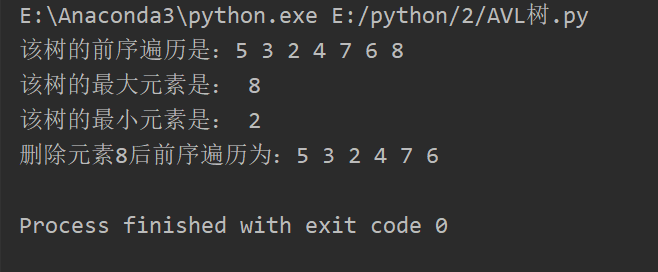 E:\Anaconda3\python.exe E:/python/2/AVL树.py
该树的前序遍历是：5 3 2 4 7 6 8
该树的最大元素是： 8
该树的最小元素是： 2
删除元素8后前序遍历为：5 3 2 4 7 6
Process finished with exit code 0